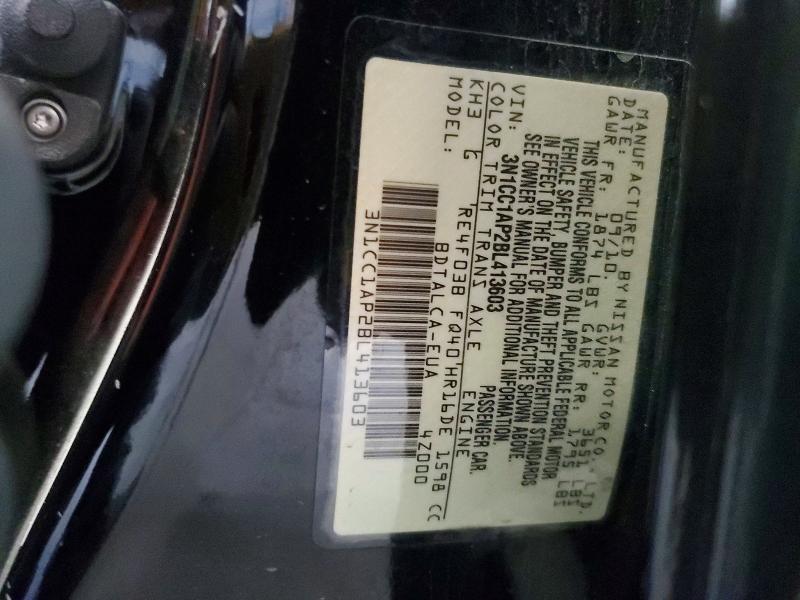 MANUFACTURED BY NISSAN MOTOR CO., LTD.
DATE: 09/10 GVWR: 3651 LBS
GAWR FR: 1874 LBS GAWR RR: 1795 LBS
THIS VEHICLE CONFORMS TO ALL APPLICABLE FEDERAL MOTOR
VEHICLE SAFETY, BUMPER AND THEFT PREVENTION STANDARDS
IN EFFECT ON THE DATE OF MANUFACTURE SHOWN ABOVE.
SEE OWNER'S MANUAL FOR ADDITIONAL INFORMATION.
VIN: 3N1CC1AP2BL413603 PASSENGER CAR.
COLOR TRIM TRANS AXLE ENGINE
KH3 G RE4F03B FQ40 HR16DE 1598 CC
MODEL: BDTALCA-EUA 4Z000
3N1CC1AP2BL413603